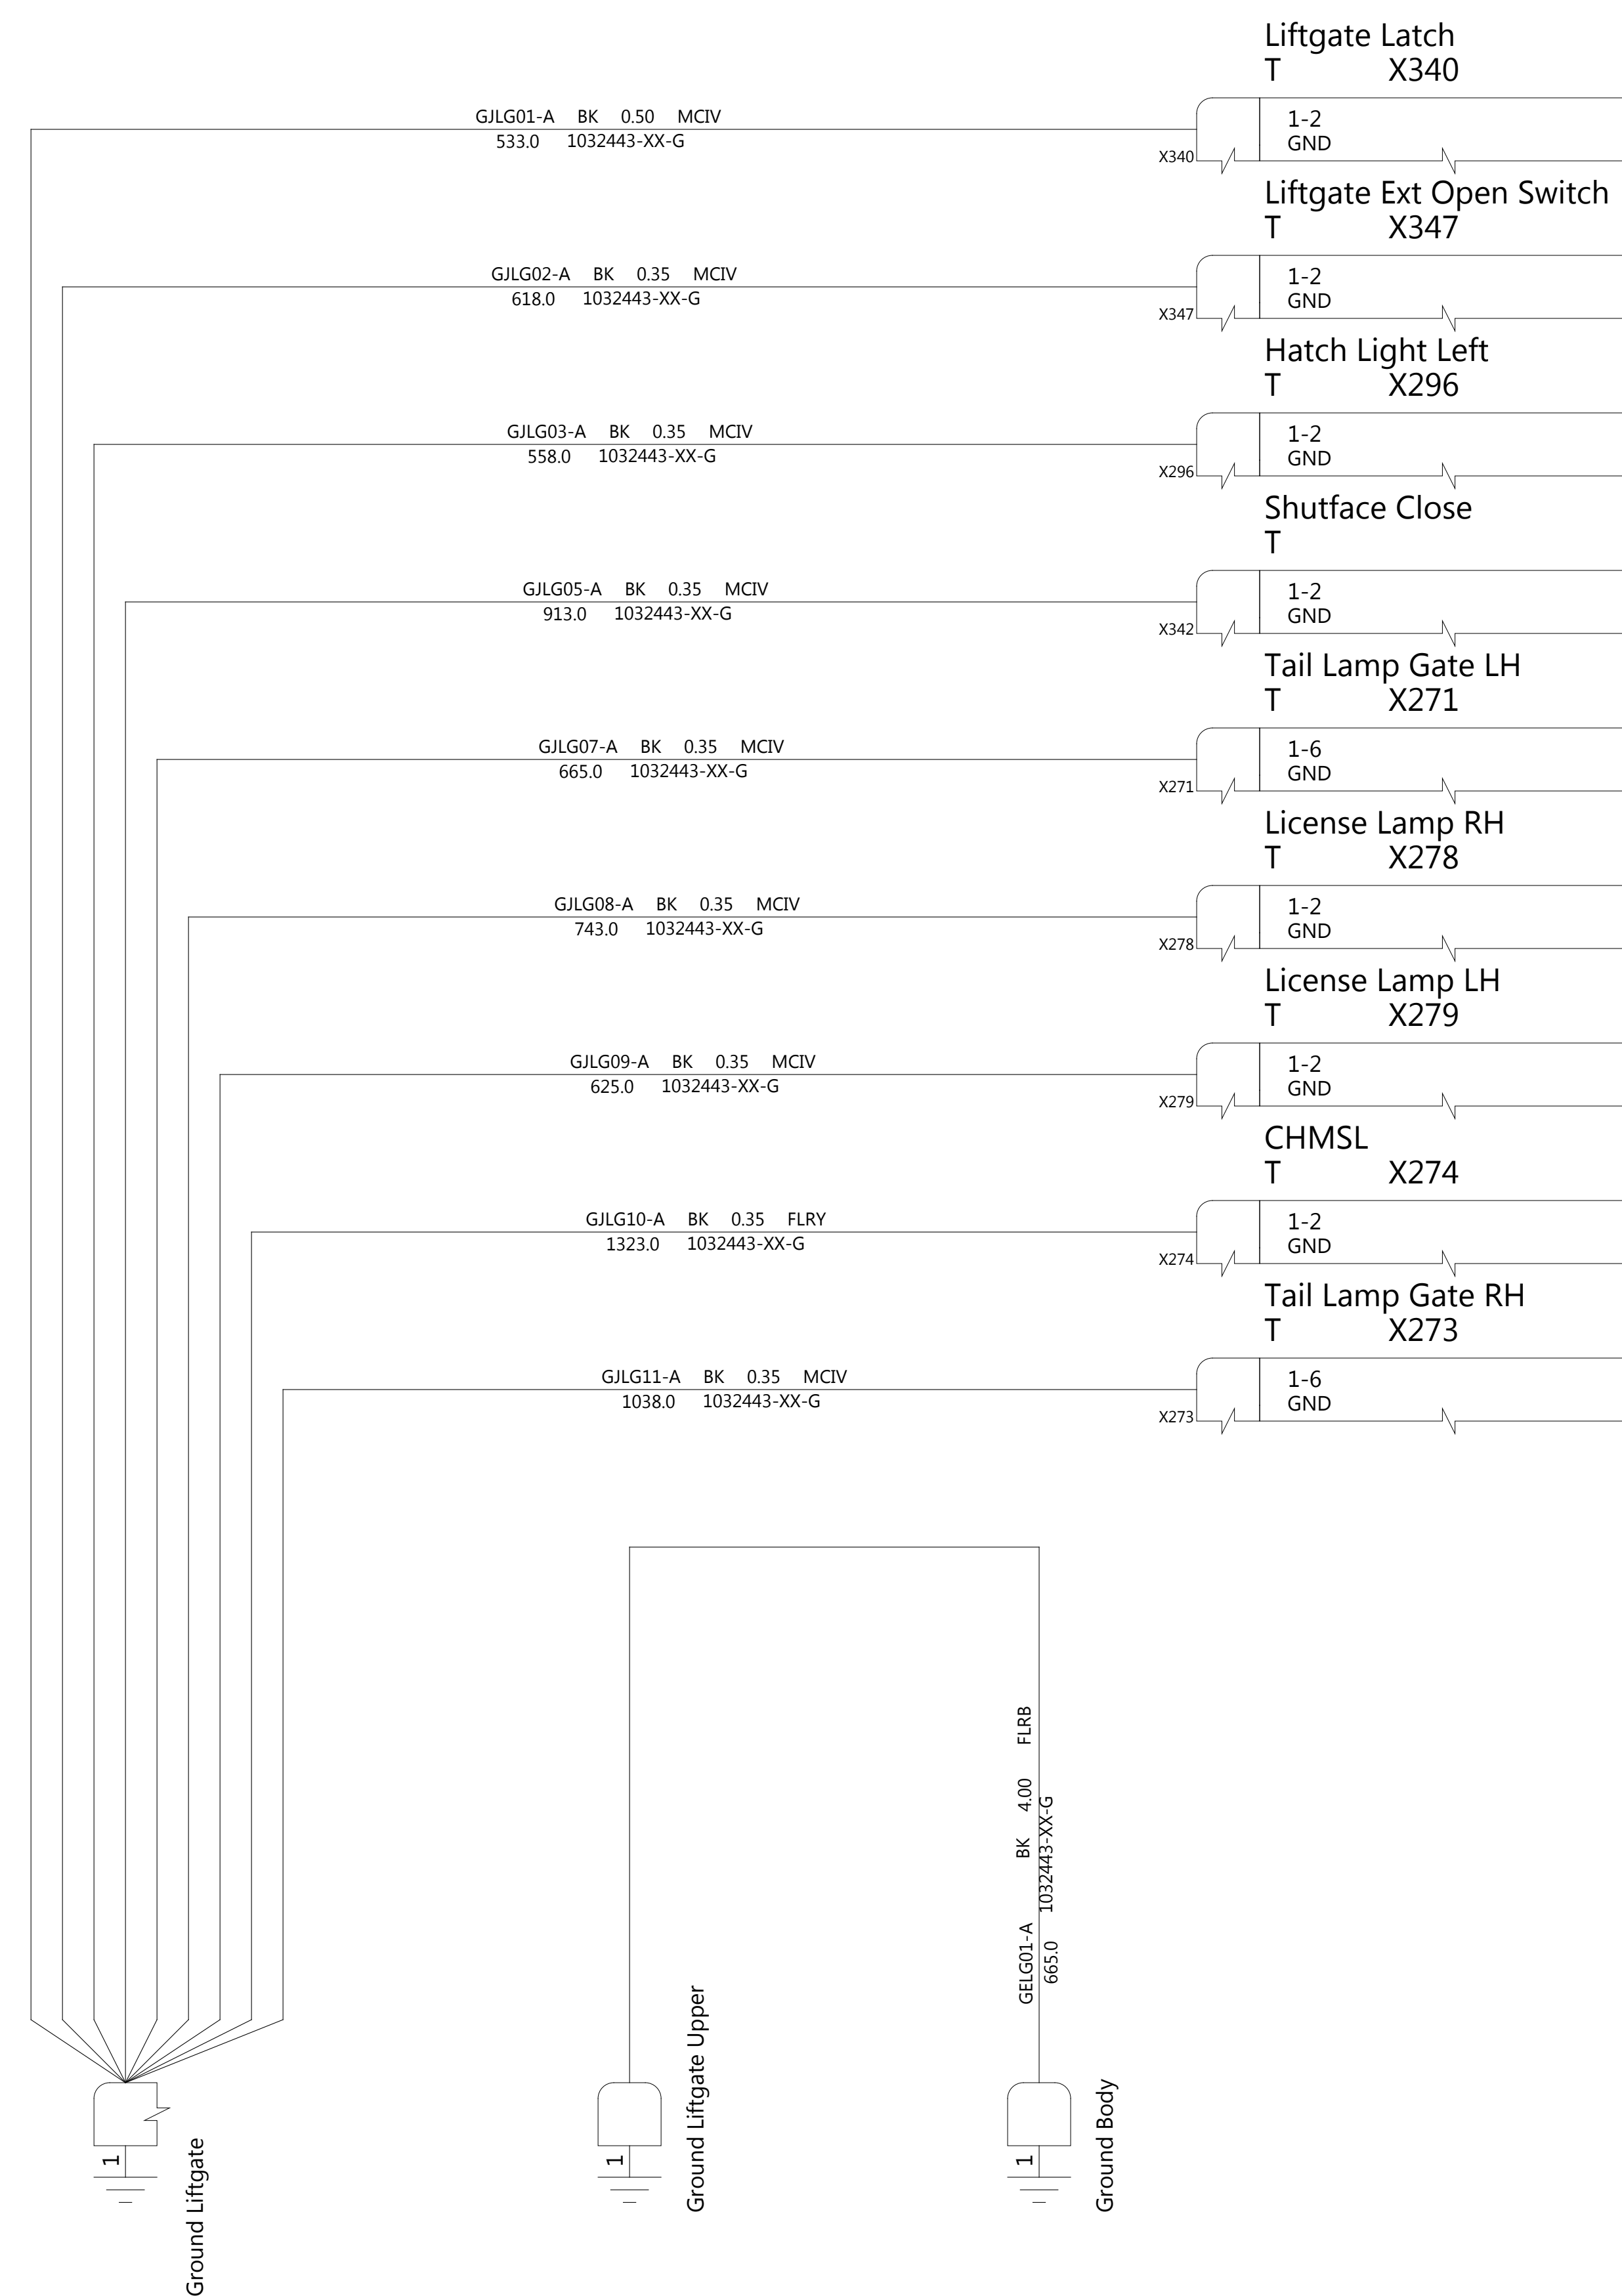 Liftgate Latch
T X340
GJLG01-A BK 0.50 MCIV
533.0 1032443-XX-G
X340
1-2
GND
Liftgate Ext Open Switch
T X347
GJLG02-A BK 0.35 MCIV
618.0 1032443-XX-G
X347
1-2
GND
Hatch Light Left
T X296
GJLG03-A BK 0.35 MCIV
558.0 1032443-XX-G
X296
1-2
GND
Shutface Close
T
GJLG05-A BK 0.35 MCIV
913.0 1032443-XX-G
X342
1-2
GND
Tail Lamp Gate LH
T X271
GJLG07-A BK 0.35 MCIV
665.0 1032443-XX-G
X271
1-6
GND
License Lamp RH
T X278
GJLG08-A BK 0.35 MCIV
743.0 1032443-XX-G
X278
1-2
GND
License Lamp LH
T X279
GJLG09-A BK 0.35 MCIV
625.0 1032443-XX-G
X279
1-2
GND
CHMSL
T X274
GJLG10-A BK 0.35 FLRY
1323.0 1032443-XX-G
X274
1-2
GND
Tail Lamp Gate RH
T X273
GJLG11-A BK 0.35 MCIV
1038.0 1032443-XX-G
X273
1-6
GND
GELG01-A BK 4.00 FLRB
665.0 1032443-XX-G
1
Ground Liftgate
1
Ground Liftgate Upper
1
Ground Body